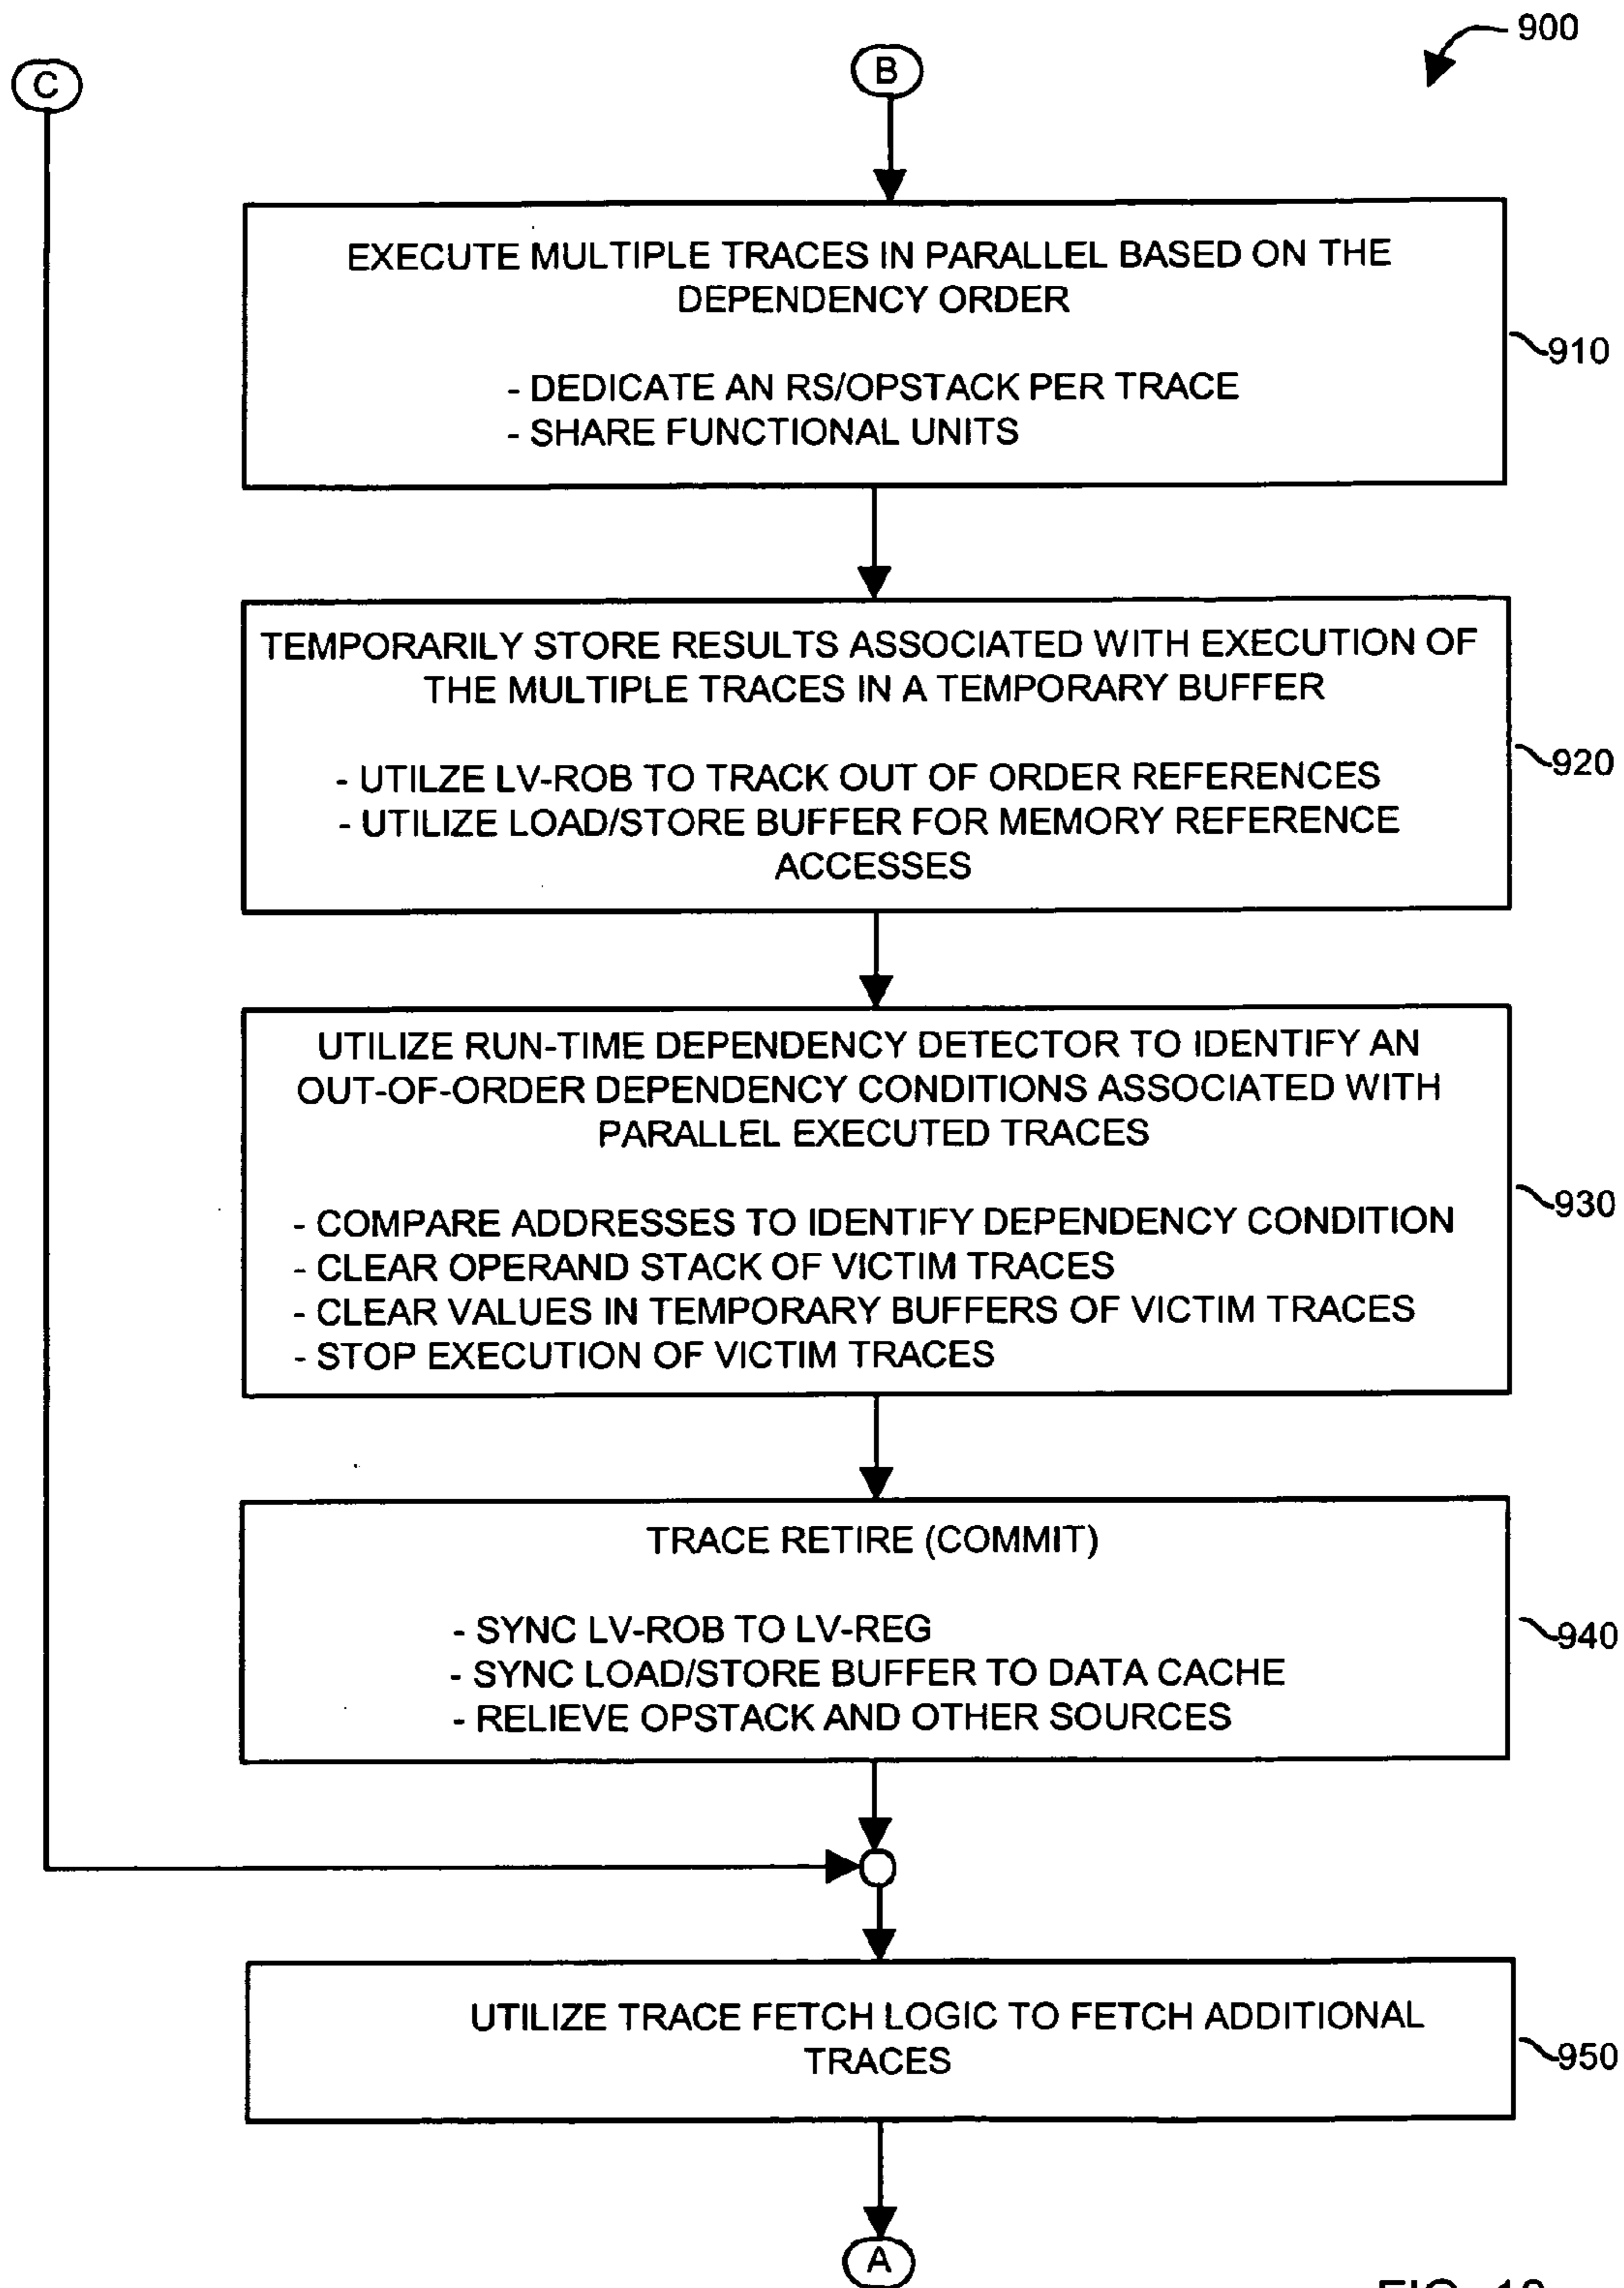 900
C
B
EXECUTE MULTIPLE TRACES IN PARALLEL BASED ON THE
DEPENDENCY ORDER
- DEDICATE AN RS/OPSTACK PER TRACE
- SHARE FUNCTIONAL UNITS
910
TEMPORARILY STORE RESULTS ASSOCIATED WITH EXECUTION OF
THE MULTIPLE TRACES IN A TEMPORARY BUFFER
- UTILZE LV-ROB TO TRACK OUT OF ORDER REFERENCES
- UTILIZE LOAD/STORE BUFFER FOR MEMORY REFERENCE
ACCESSES
920
UTILIZE RUN-TIME DEPENDENCY DETECTOR TO IDENTIFY AN
OUT-OF-ORDER DEPENDENCY CONDITIONS ASSOCIATED WITH
PARALLEL EXECUTED TRACES
- COMPARE ADDRESSES TO IDENTIFY DEPENDENCY CONDITION
- CLEAR OPERAND STACK OF VICTIM TRACES
- CLEAR VALUES IN TEMPORARY BUFFERS OF VICTIM TRACES
- STOP EXECUTION OF VICTIM TRACES
930
TRACE RETIRE (COMMIT)
- SYNC LV-ROB TO LV-REG
- SYNC LOAD/STORE BUFFER TO DATA CACHE
- RELIEVE OPSTACK AND OTHER SOURCES
940
UTILIZE TRACE FETCH LOGIC TO FETCH ADDITIONAL
TRACES
950
A